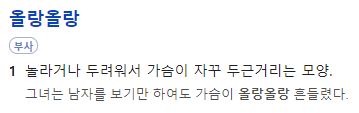 올랑올랑
부사
1 놀라거나 두려워서 가슴이 자꾸 두근거리는 모양.
그녀는 남자를 보기만 하여도 가슴이 올랑올랑 흔들렸다.